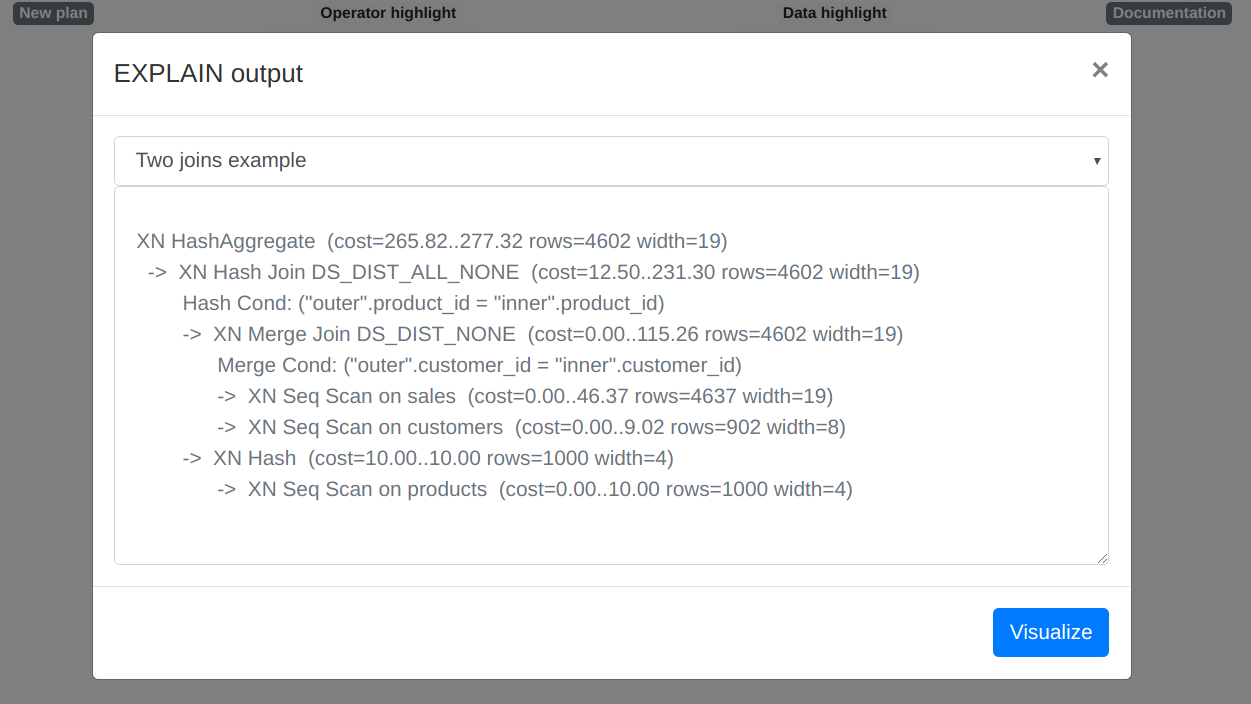 New plan
Operator highlight
Data highlight
Documentation
EXPLAIN output
×
Two joins example
XN HashAggregate  (cost=265.82..277.32 rows=4602 width=19)
  ->  XN Hash Join DS_DIST_ALL_NONE  (cost=12.50..231.30 rows=4602 width=19)
        Hash Cond: ("outer".product_id = "inner".product_id)
        ->  XN Merge Join DS_DIST_NONE  (cost=0.00..115.26 rows=4602 width=19)
              Merge Cond: ("outer".customer_id = "inner".customer_id)
              ->  XN Seq Scan on sales  (cost=0.00..46.37 rows=4637 width=19)
              ->  XN Seq Scan on customers  (cost=0.00..9.02 rows=902 width=8)
        ->  XN Hash  (cost=10.00..10.00 rows=1000 width=4)
              ->  XN Seq Scan on products  (cost=0.00..10.00 rows=1000 width=4)
Visualize